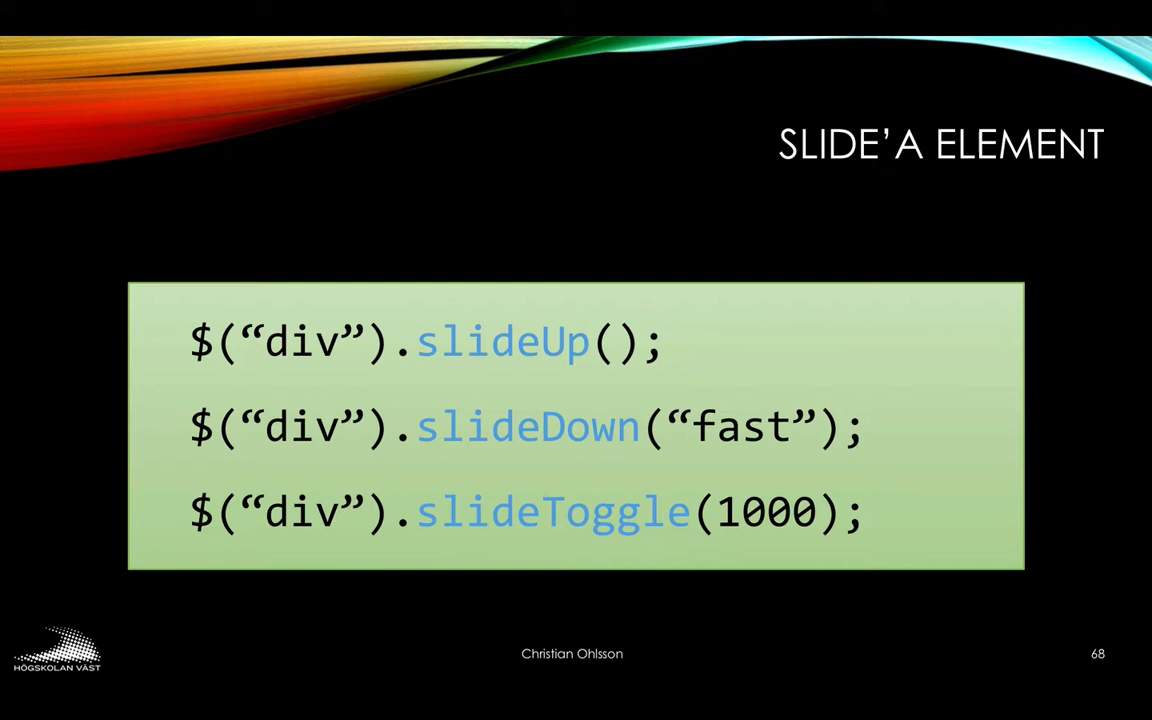 SLIDE’A ELEMENT
$(“div”).slideUp();
$(“div”).slideDown(“fast”);
$(“div”).slideToggle(1000);
HÖGSKOLAN VÄST
Christian Ohlsson
68